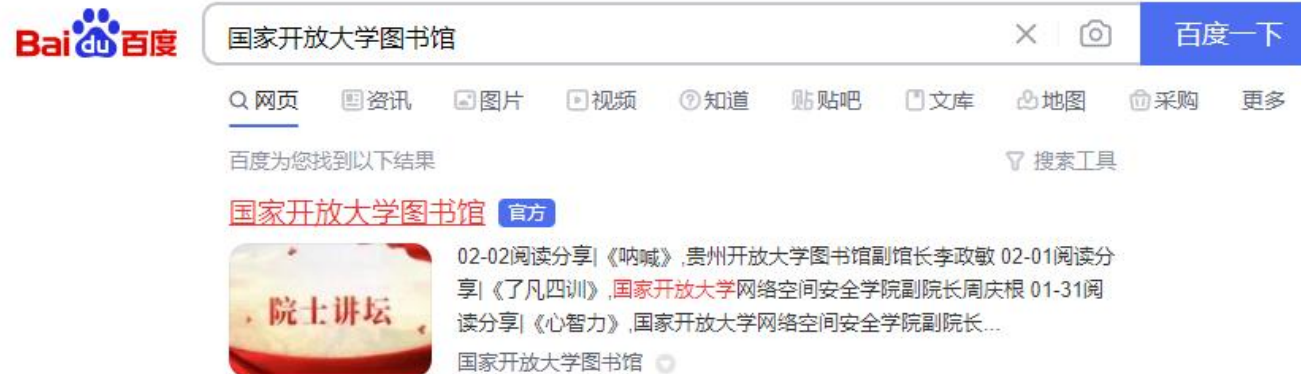 Bai du 百度 国家开放大学图书馆 百度一下
网页 资讯 图片 视频 知道 贴 贴吧 文库 地图 采购 更多
百度为您找到以下结果 搜索工具
国家开放大学图书馆 官方
02-02阅读分享|《呐喊》,贵州开放大学图书馆副馆长李政敏 02-01阅读分
享|《了凡四训》,国家开放大学网络空间安全学院副院长周庆根 01-31阅
院士讲坛
读分享|《心智力》,国家开放大学网络空间安全学院副院长...
国家开放大学图书馆